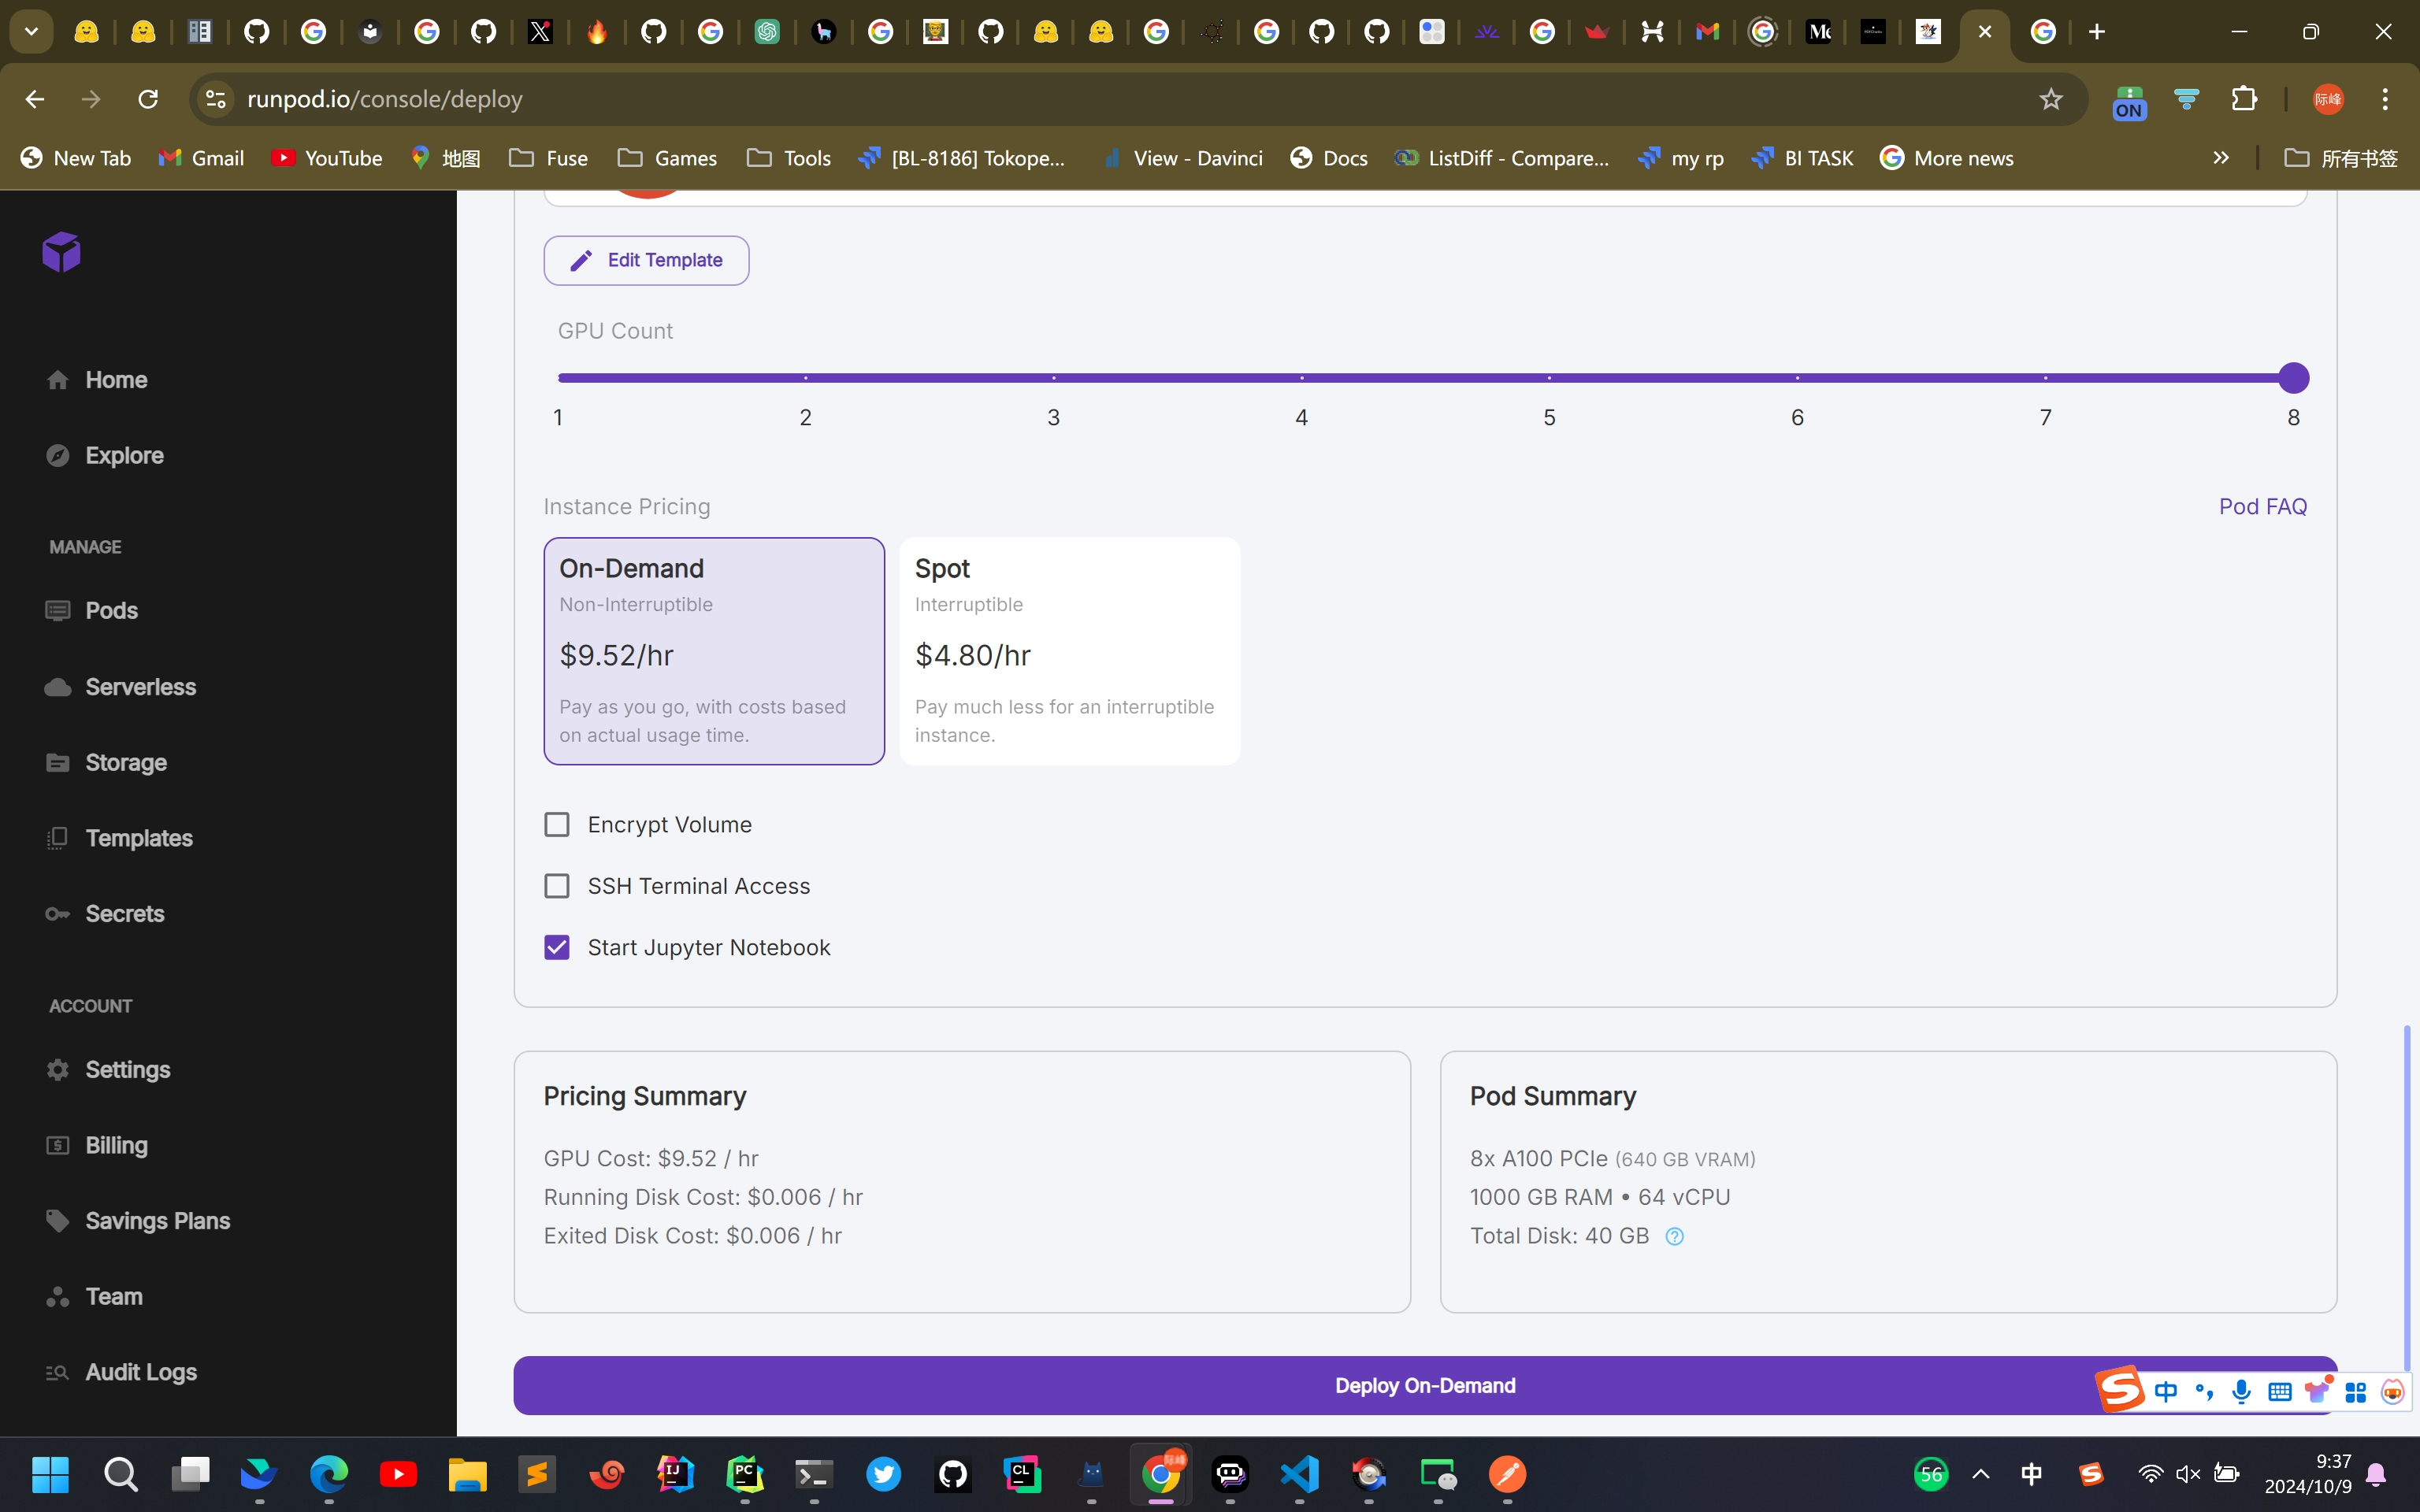 runpod.io/console/deploy
ON
际峰
New Tab
Gmail
YouTube
地图
Fuse
Games
Tools
[BL-8186] Tokope...
View - Davinci
Docs
ListDiff - Compare...
my rp
BI TASK
More news
所有书签
Home
Explore
MANAGE
Pods
Serverless
Storage
Templates
Secrets
ACCOUNT
Settings
Billing
Savings Plans
Team
Audit Logs
Edit Template
GPU Count
1 2 3 4 5 6 7 8
Instance Pricing
Pod FAQ
On-Demand
Non-Interruptible
$9.52/hr
Pay as you go, with costs based
on actual usage time.
Spot
Interruptible
$4.80/hr
Pay much less for an interruptible
instance.
Encrypt Volume
SSH Terminal Access
Start Jupyter Notebook
Pricing Summary
GPU Cost: $9.52 / hr
Running Disk Cost: $0.006 / hr
Exited Disk Cost: $0.006 / hr
Pod Summary
8x A100 PCIe (640 GB VRAM)
1000 GB RAM • 64 vCPU
Total Disk: 40 GB
Deploy On-Demand
中
56
中
9:37
2024/10/9